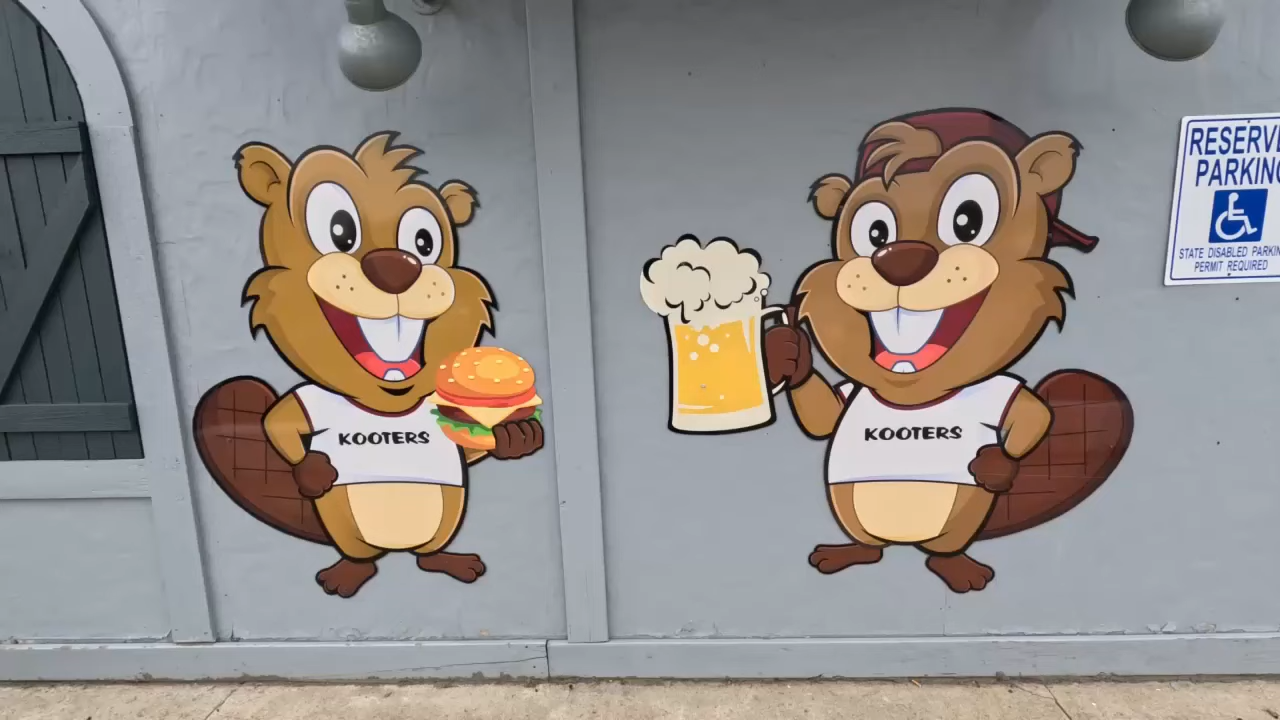 KOOTERS
KOOTERS
RESERVE
PARKING
STATE DISABLED PARKIN
PERMIT REQUIRED